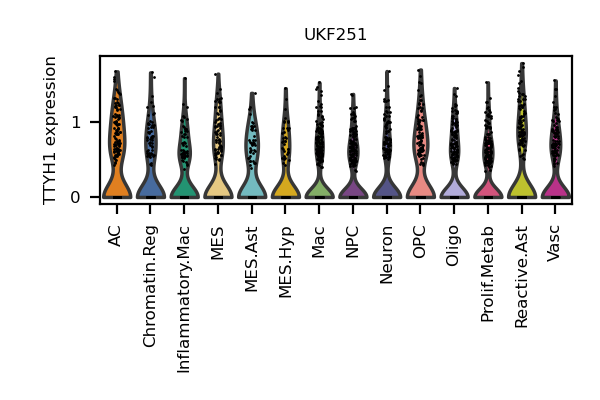 UKF251
TTYH1 expression
1
0
AC
Chromatin.Reg
Inflammatory.Mac
MES
MES.Ast
MES.Hyp
Mac
NPC
Neuron
OPC
Oligo
Prolif.Metab
Reactive.Ast
Vasc